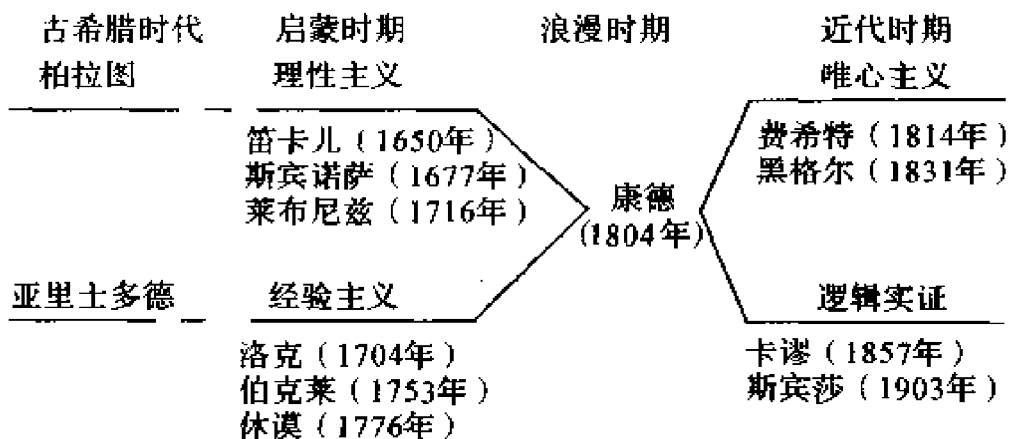 古希腊时代 启蒙时期 浪漫时期 近代时期
柏拉图 理性主义 唯心主义
笛卡儿（1650年）
斯宾诺萨（1677年）
莱布尼兹（1716年）
费希特（1814年）
黑格尔（1831年）
康德
(1804年)
亚里士多德 经验主义 逻辑实证
洛克（1704年）
伯克莱（1753年）
休谟（1776年）
卡谬（1857年）
斯宾莎（1903年）